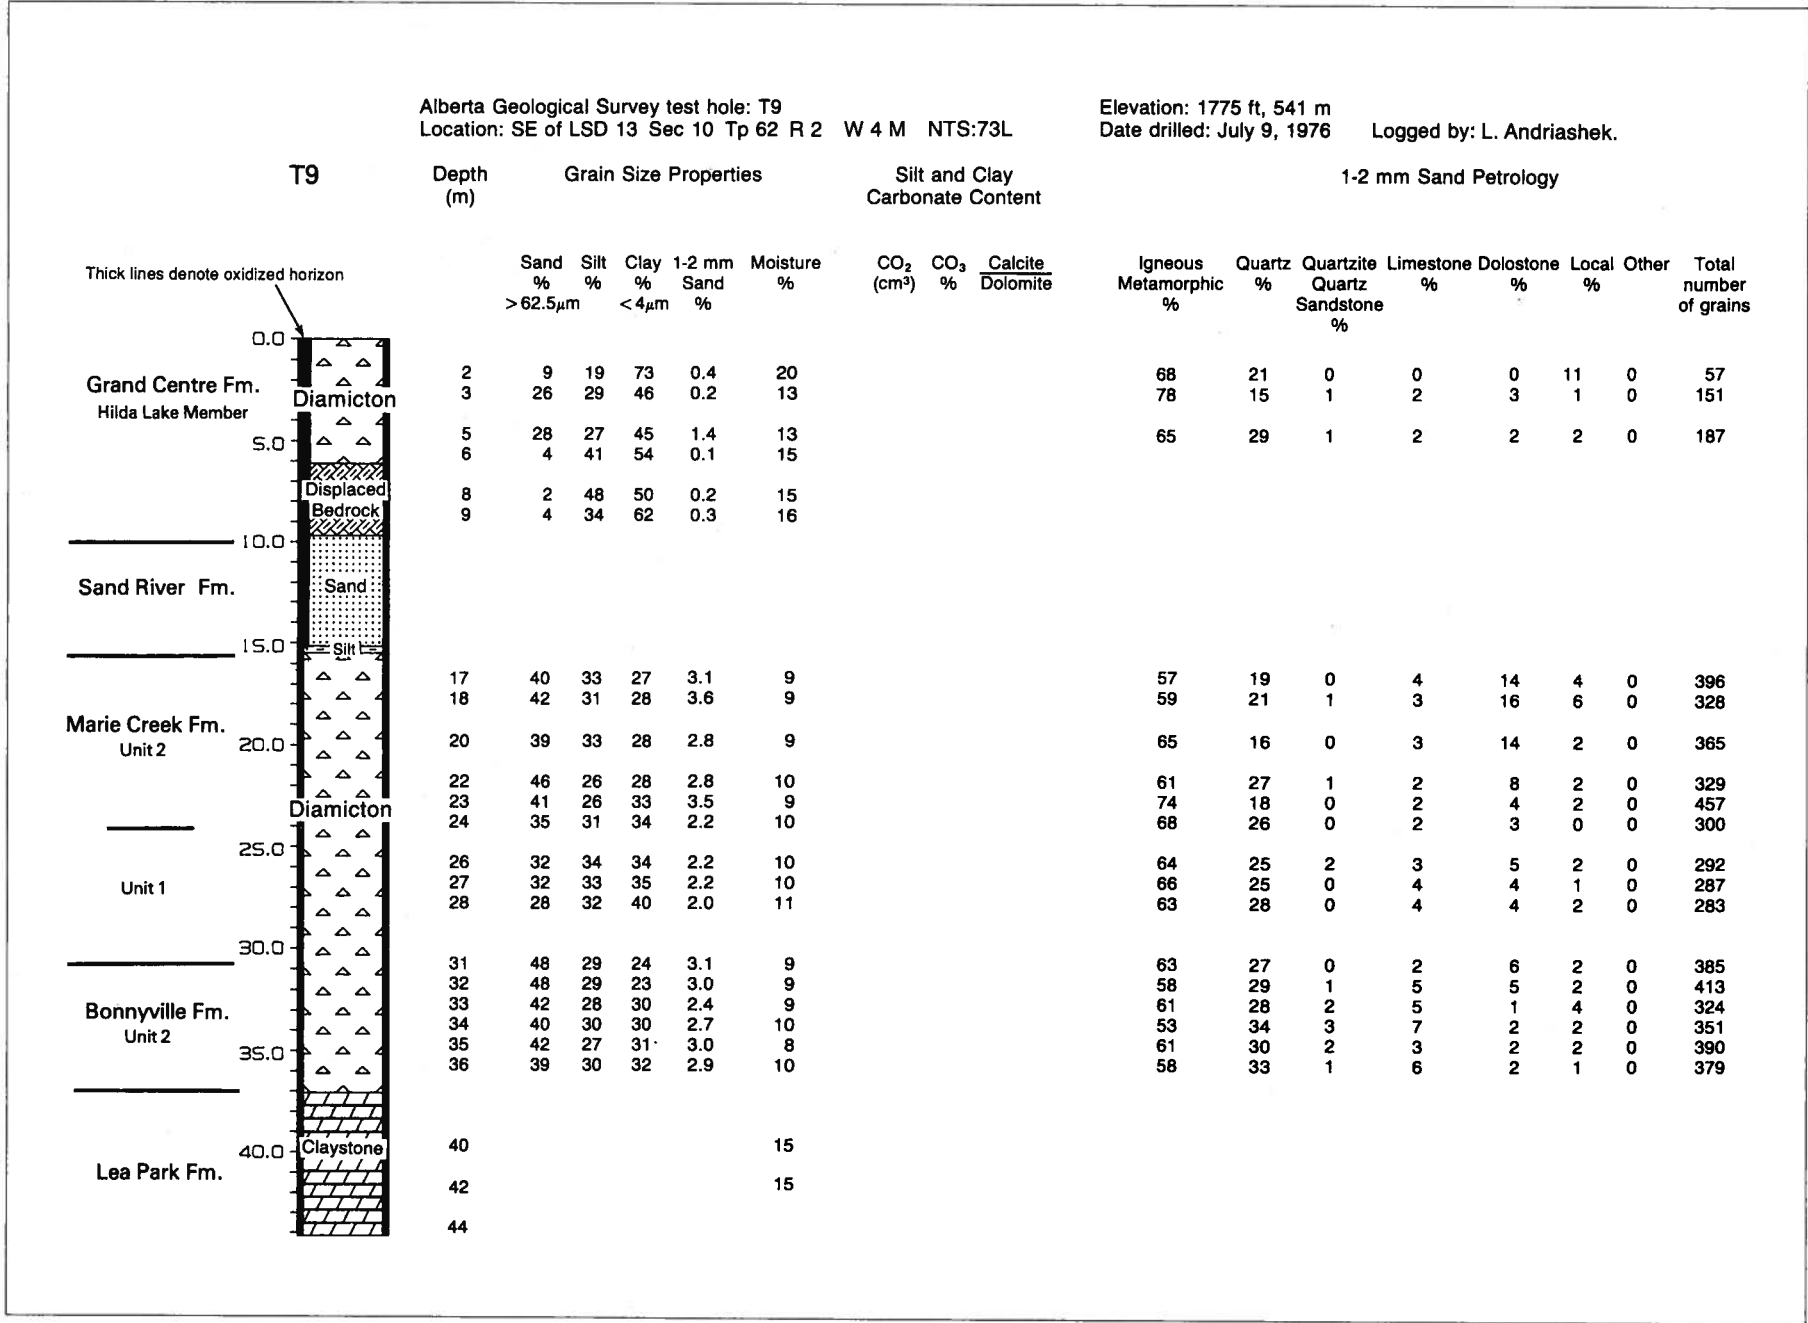 Alberta Geological Survey test hole: T9
Location: SE of LSD 13 Sec 10 Tp 62 R 2 W 4 M NTS:73L
Elevation: 1775 ft, 541 m
Date drilled: July 9, 1976 Logged by: L. Andriashek.
T9
Depth
(m)
Grain Size Properties
Silt and Clay
Carbonate Content
1-2 mm Sand Petrology
Sand Silt Clay 1-2 mm Moisture
% % % Sand %
>62.5μm <4μm %
CO₂ CO₃ Calcite
(cm³) % Dolomite
Igneous Quartz Quartzite Limestone Dolostone Local Other Total
Metamorphic % Quartz % % % number
% Sandstone of grains
%
Thick lines denote oxidized horizon
0.0
2 9 19 73 0.4 20 68 21 0 0 0 11 0 57
Grand Centre Fm.
Hilda Lake Member
Diamicton
3 26 29 46 0.2 13 78 15 1 2 3 1 0 151
5 28 27 45 1.4 13 65 29 1 2 2 2 0 187
5.0
6 4 41 54 0.1 15
Displaced
Bedrock
8 2 48 50 0.2 15
9 4 34 62 0.3 16
10.0
Sand River Fm.
Sand
15.0
Silt
17 40 33 27 3.1 9 57 19 0 4 14 4 0 396
18 42 31 28 3.6 9 59 21 1 3 16 6 0 328
Marie Creek Fm.
Unit 2
20.0
20 39 33 28 2.8 9 65 16 0 3 14 2 0 365
22 46 26 28 2.8 10 61 27 1 2 8 2 0 329
23 41 26 33 3.5 9 74 18 0 2 4 2 0 457
Diamicton
24 35 31 34 2.2 10 68 26 0 2 3 0 0 300
25.0
26 32 34 34 2.2 10 64 25 2 3 5 2 0 292
27 32 33 35 2.2 10 66 25 0 4 4 1 0 287
Unit 1
28 28 32 40 2.0 11 63 28 0 4 4 2 0 283
30.0
31 48 29 24 3.1 9 63 27 0 2 6 2 0 385
32 48 29 23 3.0 9 58 29 1 5 5 2 0 413
33 42 28 30 2.4 9 61 28 2 5 1 4 0 324
Bonnyville Fm.
Unit 2
34 40 30 30 2.7 10 53 34 3 7 2 2 0 351
35 42 27 31 3.0 8 61 30 2 3 2 2 0 390
35.0
36 39 30 32 2.9 10 58 33 1 6 2 1 0 379
40.0
Claystone
40 15
Lea Park Fm.
42 15
44